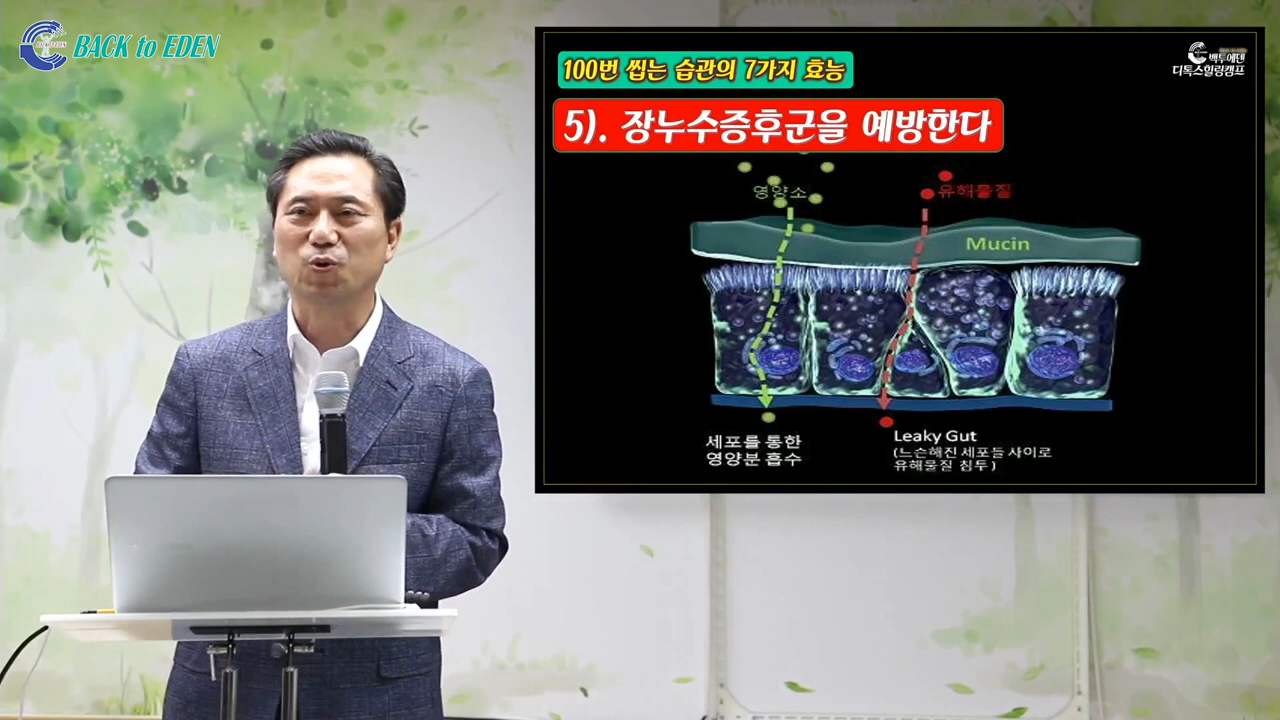 BACK to EDEN
100번 씹는 습관의 7가지 효능
백투에덴
디톡스힐링캠프
5). 장누수증후군을 예방한다
영양소
유해물질
Mucin
세포를 통한
영양분 흡수
Leaky Gut
(느슨해진 세포들 사이로
유해물질 침투)